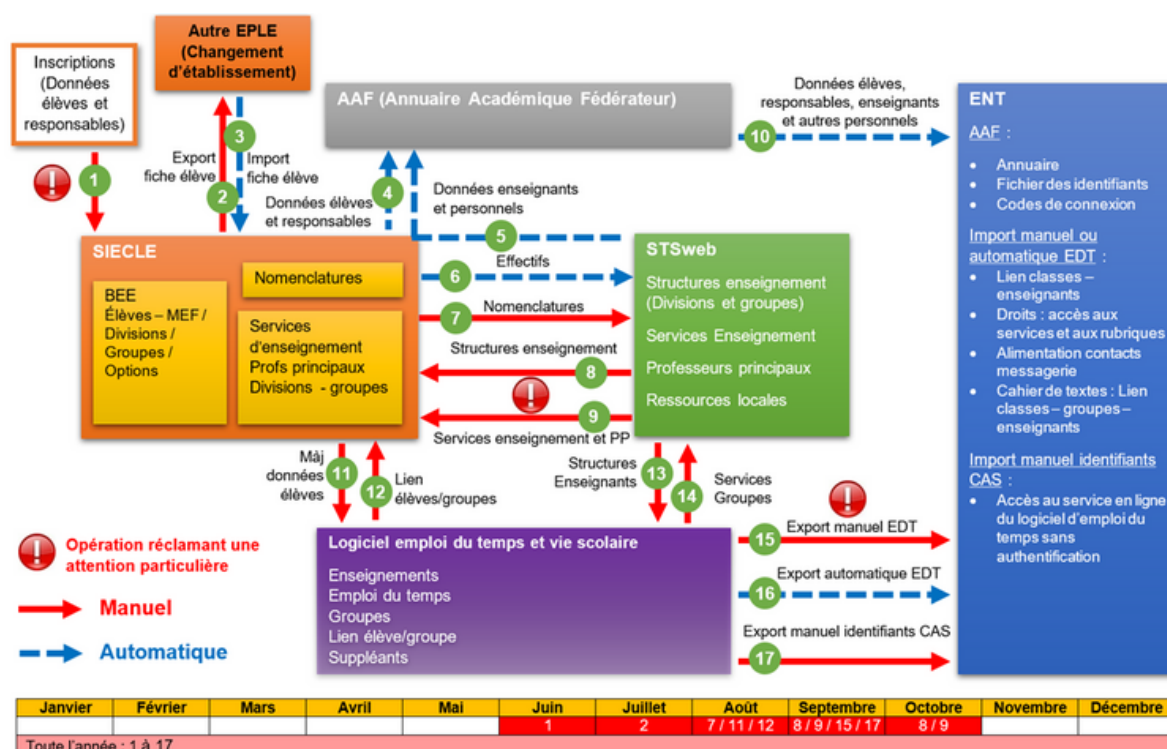 Autre EPLE
(Changement
d'établissement)
Inscriptions
(Données
élèves et
responsables)
AAF (Annuaire Académique Fédérateur)
Données élèves,
responsables, enseignants
et autres personnels
10
1
Export
fiche élève
2
3
Import
fiche élève
Données élèves
et responsables
4
Données enseignants
et personnels
5
SIECLE
BEE
Élèves – MEF /
Divisions /
Groupes /
Options
Nomenclatures
Services
d'enseignement
Profs principaux
Divisions - groupes
Effectifs
6
7
Nomenclatures
Structures enseignement
8
9
Services enseignement et PP
STSweb
Structures enseignement
(Divisions et groupes)
Services Enseignement
Professeurs principaux
Ressources locales
ENT
AAF :
• Annuaire
• Fichier des identifiants
• Codes de connexion
Import manuel ou
automatique EDT :
• Lien classes –
enseignants
• Droits : accès aux
services et aux rubriques
• Alimentation contacts
messagerie
• Cahier de textes : Lien
classes – groupes –
enseignants
Import manuel identifiants
CAS :
• Accès au service en ligne
du logiciel d'emploi du
temps sans
authentification
Màj
données
élèves
11
12
Lien
élèves/groupes
Structures
Enseignants
13
14
Services
Groupes
Logiciel emploi du temps et vie scolaire
Enseignements
Emploi du temps
Groupes
Lien élève/groupe
Suppléants
15
Export manuel EDT
Export automatique EDT
16
Export manuel identifiants CAS
17
Opération réclamant une
attention particulière
Manuel
Automatique
Janvier Février Mars Avril Mai Juin Juillet Août Septembre Octobre Novembre Décembre
1 2 7 / 11 / 12 8 / 9 / 15 / 17 8 / 9
Toute l'année : 1 à 17